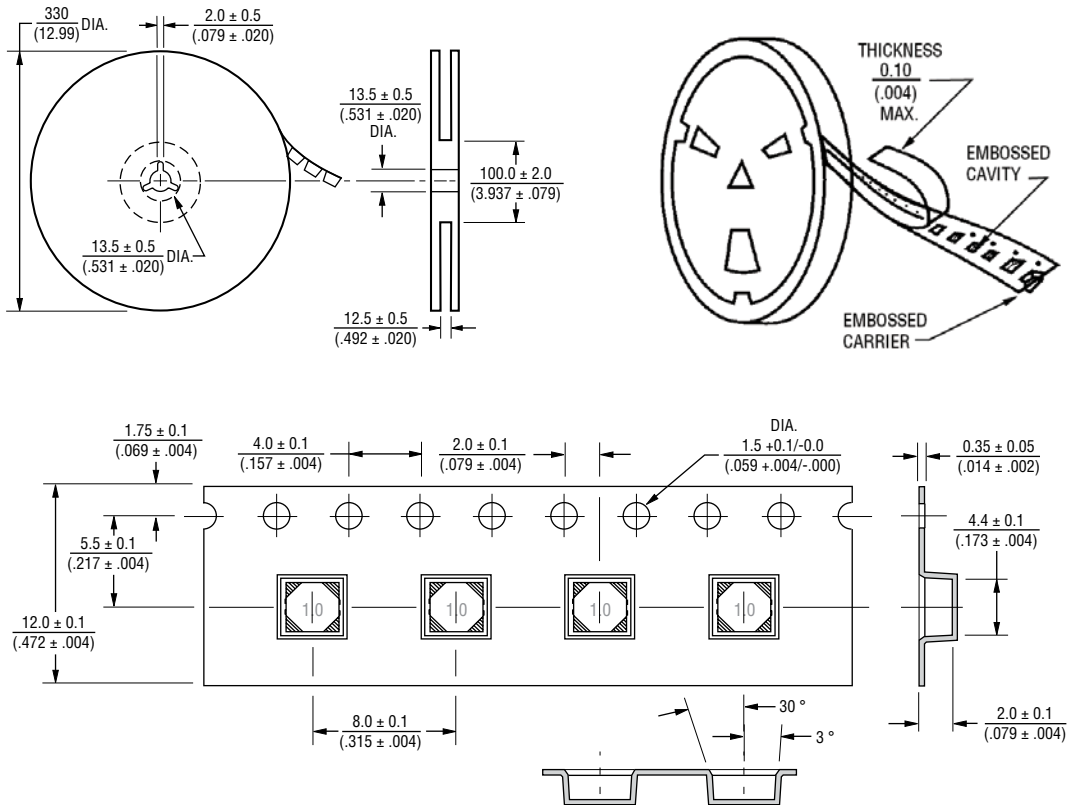 330
(12.99)
DIA.
2.0 ± 0.5
(.079 ± .020)
13.5 ± 0.5
(.531 ± .020)
DIA.
100.0 ± 2.0
(3.937 ± .079)
13.5 ± 0.5
(.531 ± .020)
DIA.
12.5 ± 0.5
(.492 ± .020)
THICKNESS
0.10
(.004)
MAX.
EMBOSSED
CAVITY
EMBOSSED
CARRIER
1.75 ± 0.1
(.069 ± .004)
4.0 ± 0.1
(.157 ± .004)
2.0 ± 0.1
(.079 ± .004)
DIA.
1.5 +0.1/-0.0
(.059 +.004/-.000)
0.35 ± 0.05
(.014 ± .002)
5.5 ± 0.1
(.217 ± .004)
4.4 ± 0.1
(.173 ± .004)
12.0 ± 0.1
(.472 ± .004)
1.0
1.0
1.0
1.0
8.0 ± 0.1
(.315 ± .004)
30 °
3 °
2.0 ± 0.1
(.079 ± .004)